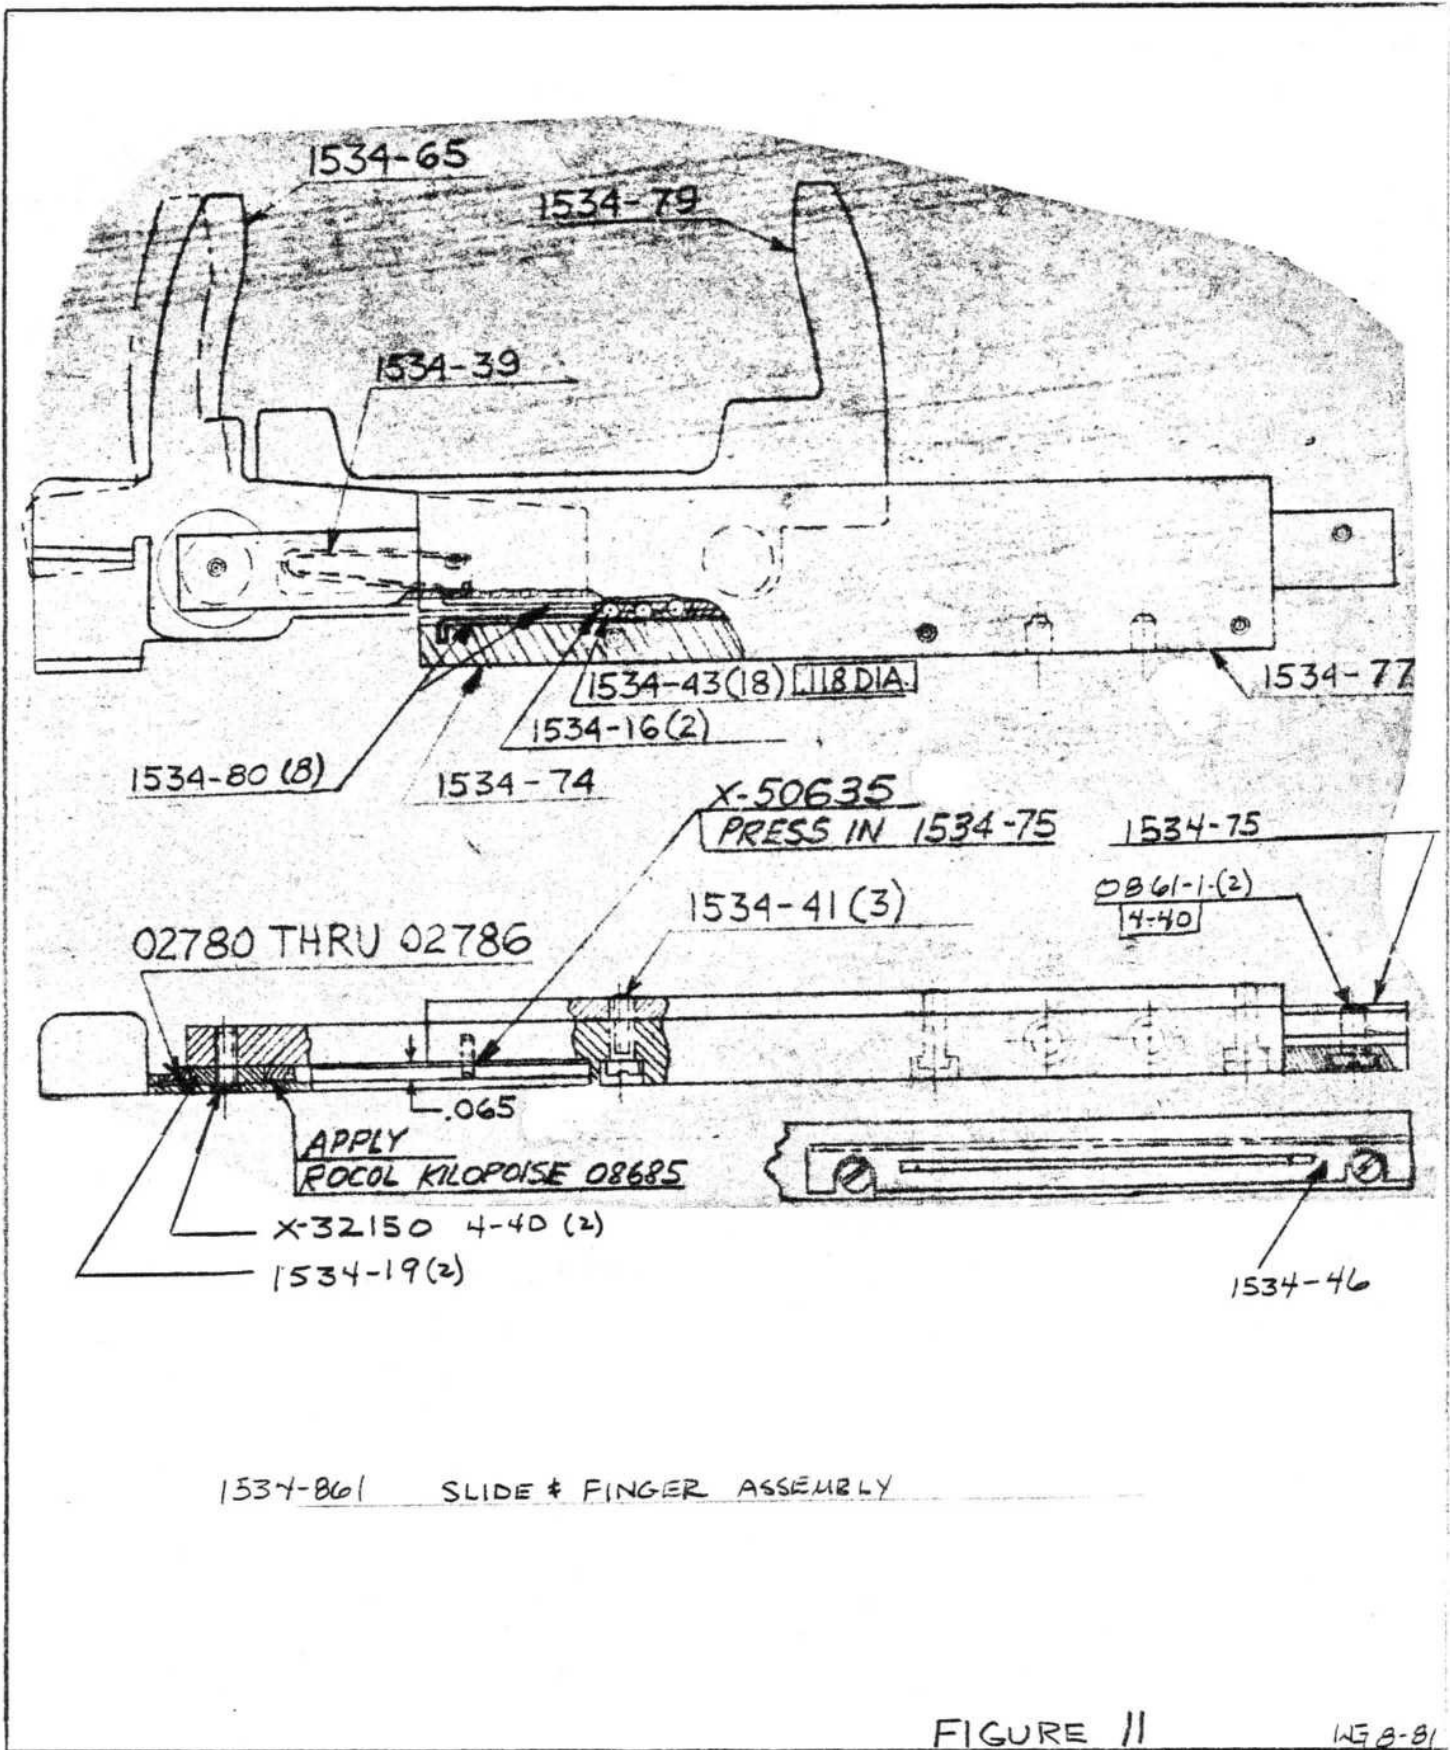 1534-65
1534-79
1534-39
1534-43(18) .118 DIA.
1534-77
1534-16(2)
1534-80 (8)
1534-74
X-50635
PRESS IN 1534-75
1534-75
0861-1-(2)
4-40
1534-41(3)
02780 THRU 02786
.065
APPLY
ROCOL KILOPOISE 08685
X-32150 4-40 (2)
1534-19(2)
1534-46
1534-861 SLIDE & FINGER ASSEMBLY
FIGURE 11
8-81